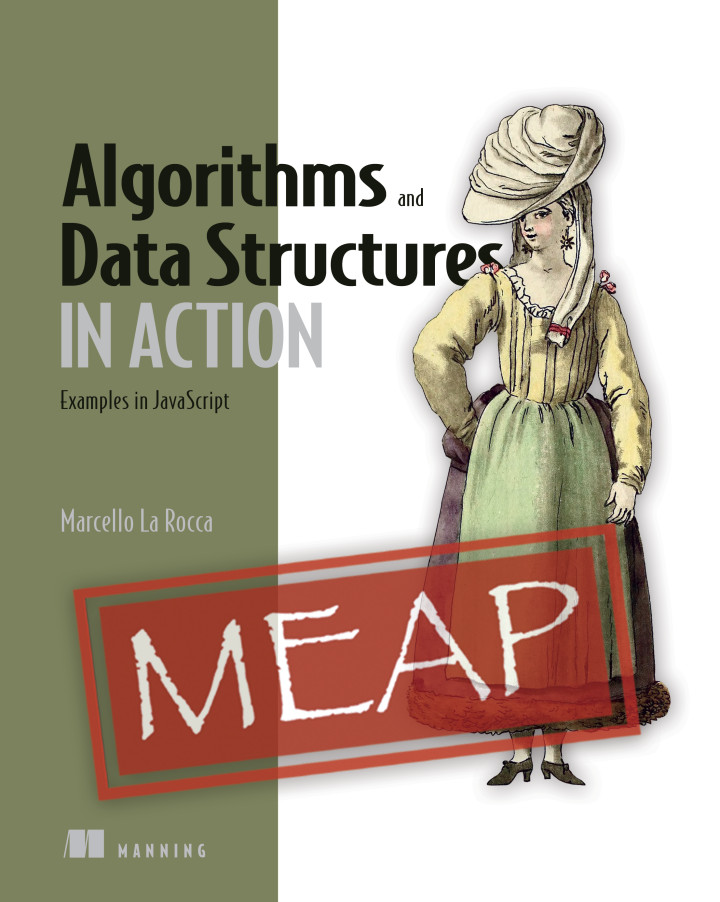 Algorithms and
Data Structures
IN ACTION
Examples in JavaScript
Marcello La Rocca
MEAP
MANNING